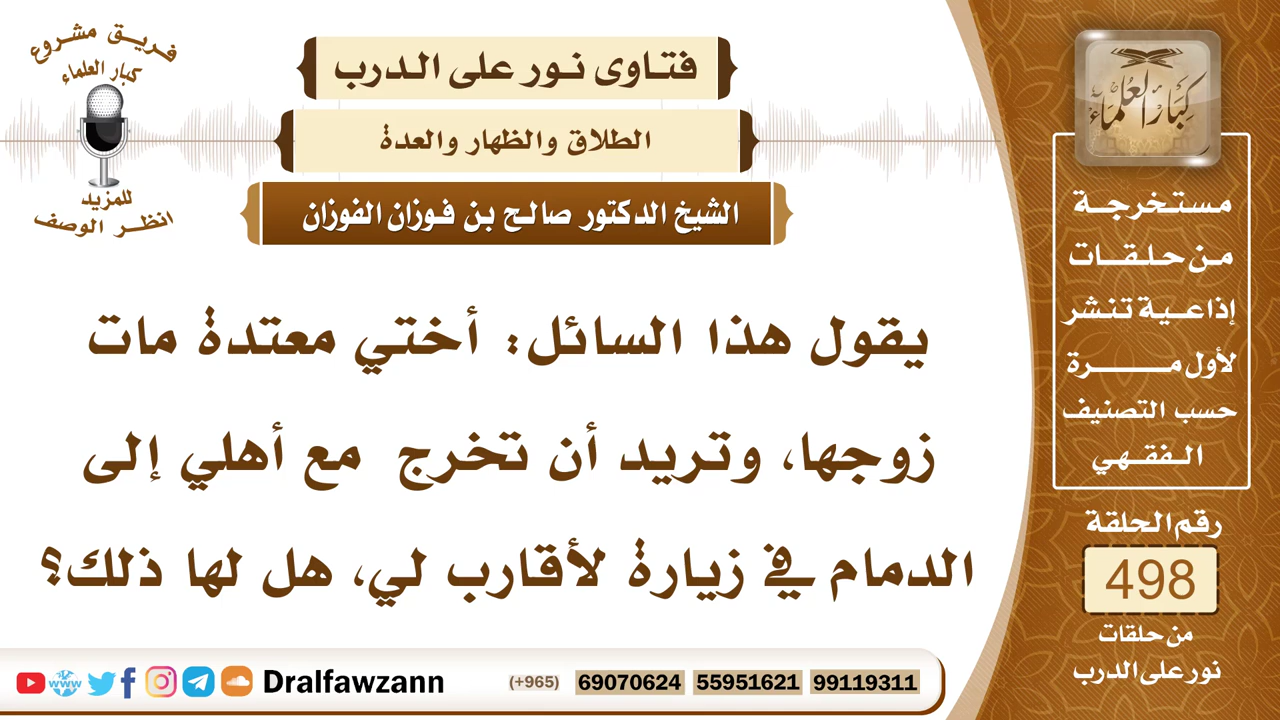 فريق مشروع
كبار العلماء
للمزيد
انظر الوصف
فتاوى نور على الدرب
الطلاق والظهار والعدة
الشيخ الدكتور صالح بن فوزان الفوزان
يقول هذا السائل: أختي معتدة مات
زوجها، وتريد أن تخرج مع أهلي إلى
الدمام في زيارة لأقارب لي، هل لها ذلك؟
كبار العلماء
مستخرجة
من حلقات
إذاعية تنشر
لأول مرة
حسب التصنيف
الفقهي
رقم الحلقة
498
من حلقات
نور على الدرب
www Dralfawzann (+965) 69070624 55951621 99119311